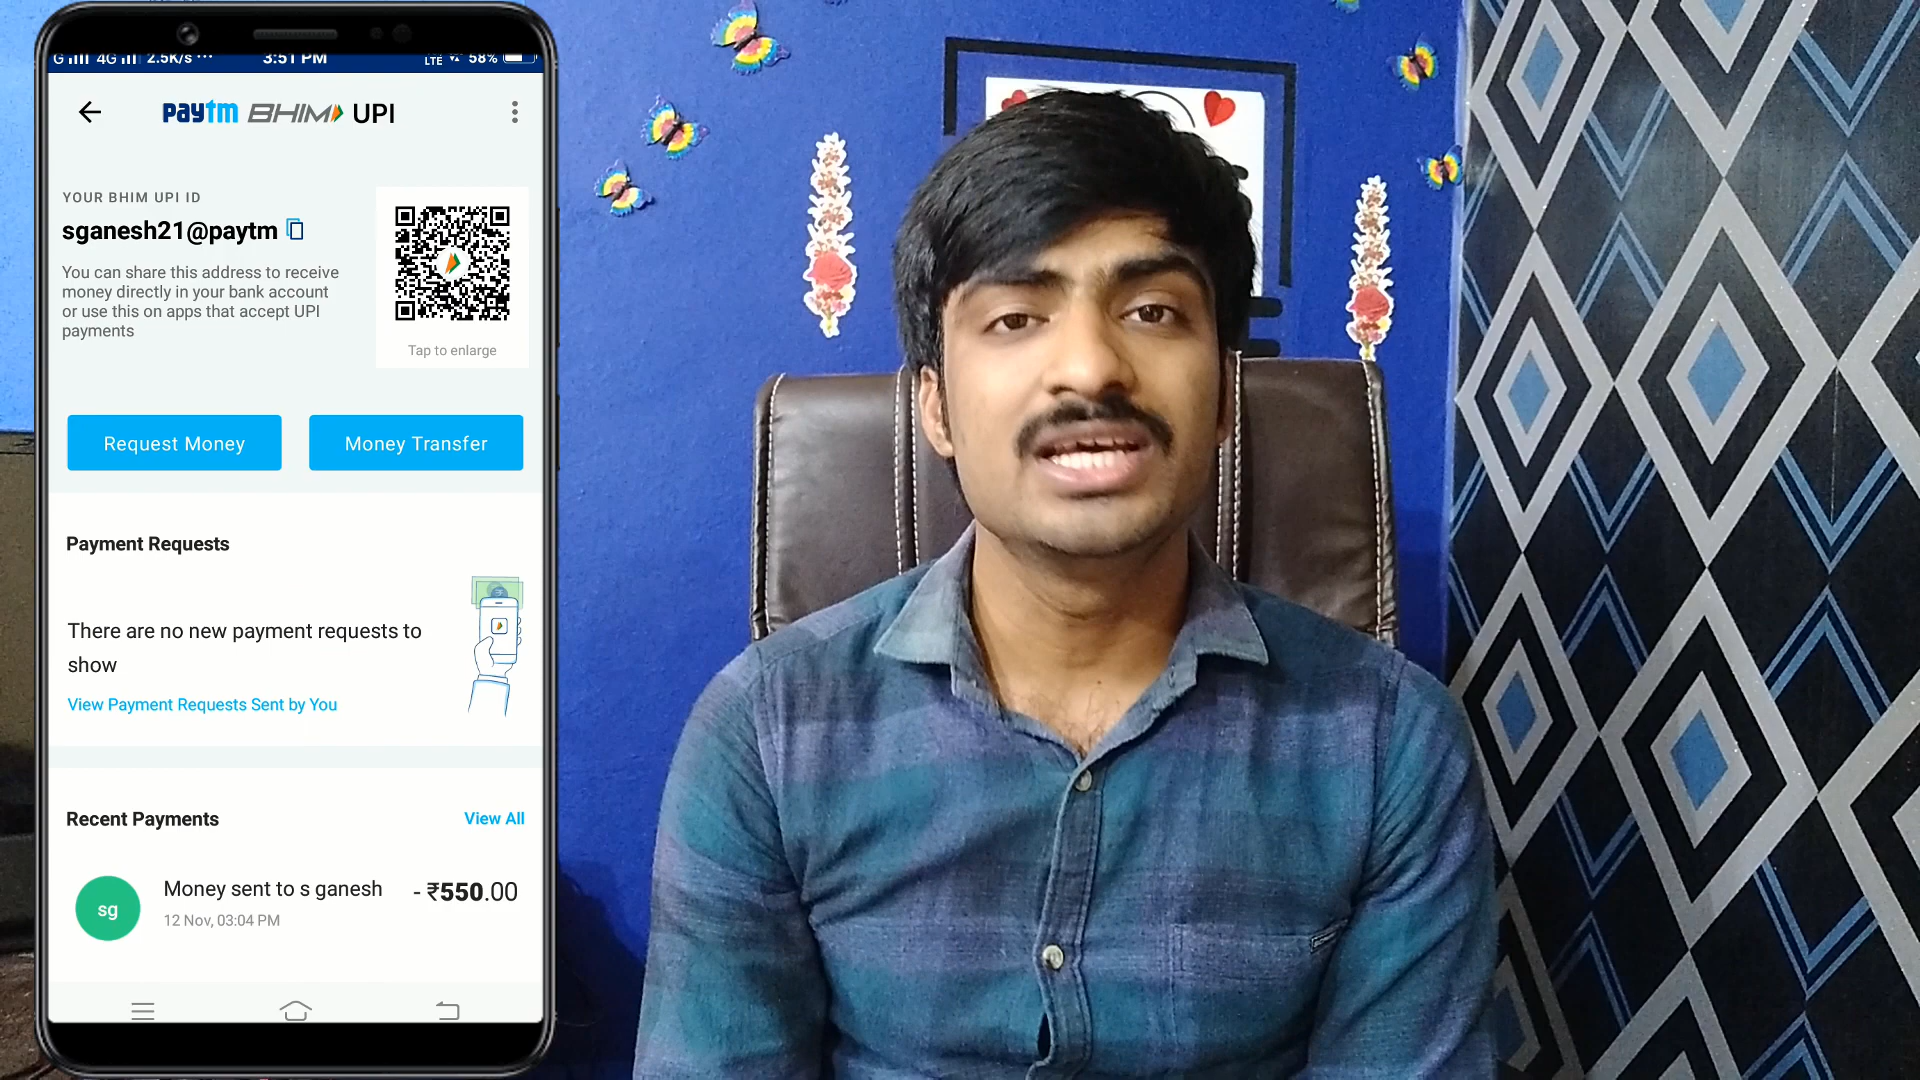 G 4G 2.5K/s ··· 3:51 PM LTE 58%
paytm BHIM UPI
YOUR BHIM UPI ID
sganesh21@paytm
You can share this address to receive
money directly in your bank account
or use this on apps that accept UPI
payments
Tap to enlarge
Request Money Money Transfer
Payment Requests
There are no new payment requests to
show
View Payment Requests Sent by You
Recent Payments View All
sg Money sent to s ganesh - ₹550.00
12 Nov, 03:04 PM